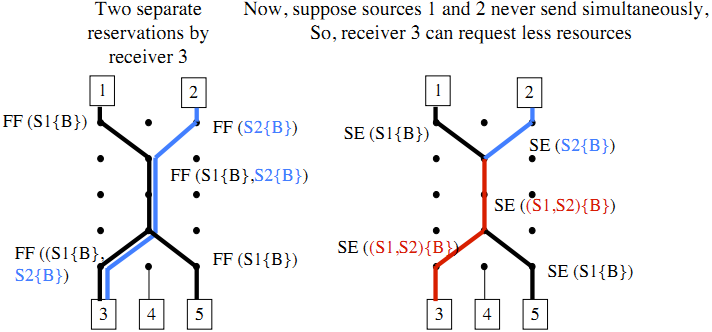 Two separate
reservations by
receiver 3
Now, suppose sources 1 and 2 never send simultaneously,
So, receiver 3 can request less resources
1
2
FF (S1{B})
FF (S2{B})
FF (S1{B},S2{B})
FF ((S1{B},
S2{B})
FF (S1{B})
3
4
5
1
2
SE (S1{B})
SE (S2{B})
SE ((S1,S2){B})
SE ((S1,S2){B})
SE (S1{B})
3
4
5